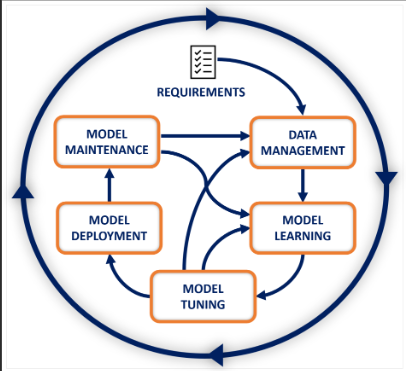 REQUIREMENTS
MODEL
MAINTENANCE
DATA
MANAGEMENT
MODEL
DEPLOYMENT
MODEL
LEARNING
MODEL
TUNING